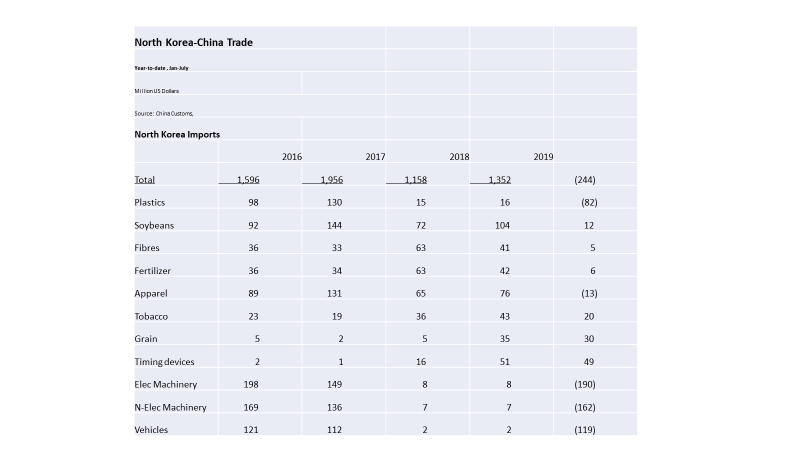 North Korea-China Trade
Year-to-date , Jan-July
Million US Dollars
Source: China Customs,
North Korea Imports
2016 2017 2018 2019
Total 1,596 1,956 1,158 1,352 (244)
Plastics 98 130 15 16 (82)
Soybeans 92 144 72 104 12
Fibres 36 33 63 41 5
Fertilizer 36 34 63 42 6
Apparel 89 131 65 76 (13)
Tobacco 23 19 36 43 20
Grain 5 2 5 35 30
Timing devices 2 1 16 51 49
Elec Machinery 198 149 8 8 (190)
N-Elec Machinery 169 136 7 7 (162)
Vehicles 121 112 2 2 (119)